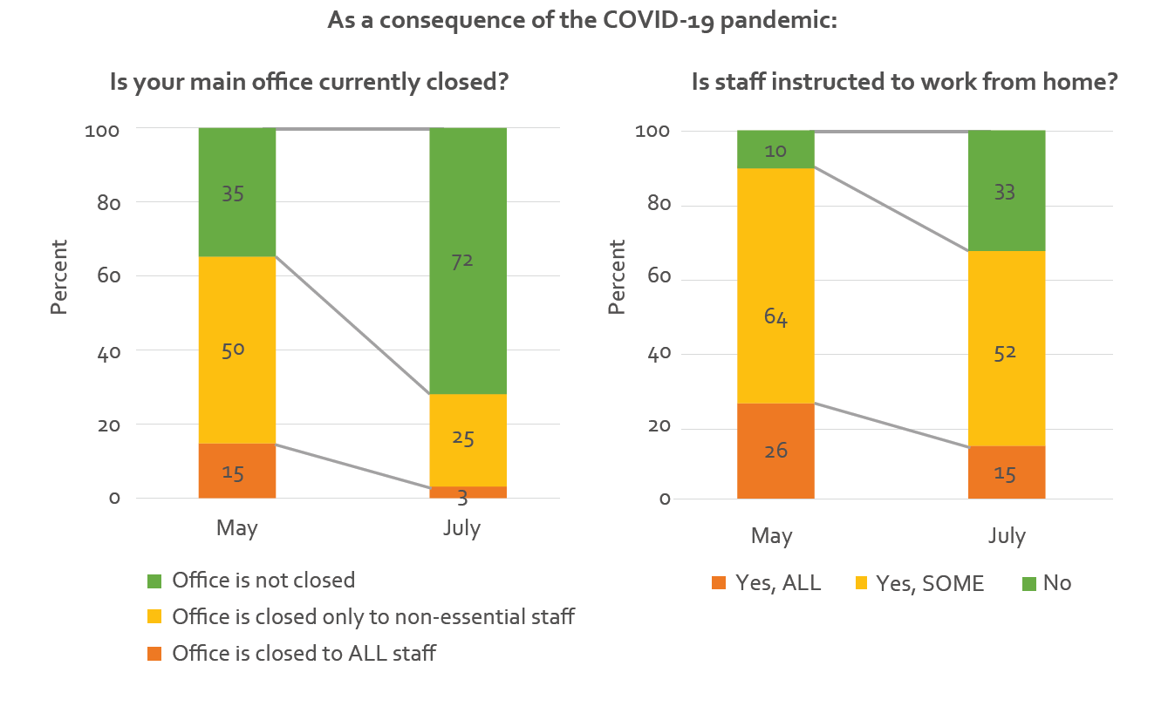 As a consequence of the COVID-19 pandemic:
Is your main office currently closed?
100
80
60
40
20
0
Percent
35
50
15
72
25
3
May
July
Office is not closed
Office is closed only to non-essential staff
Office is closed to ALL staff
Is staff instructed to work from home?
100
80
60
40
20
0
Percent
10
64
26
33
52
15
May
July
Yes, ALL
Yes, SOME
No